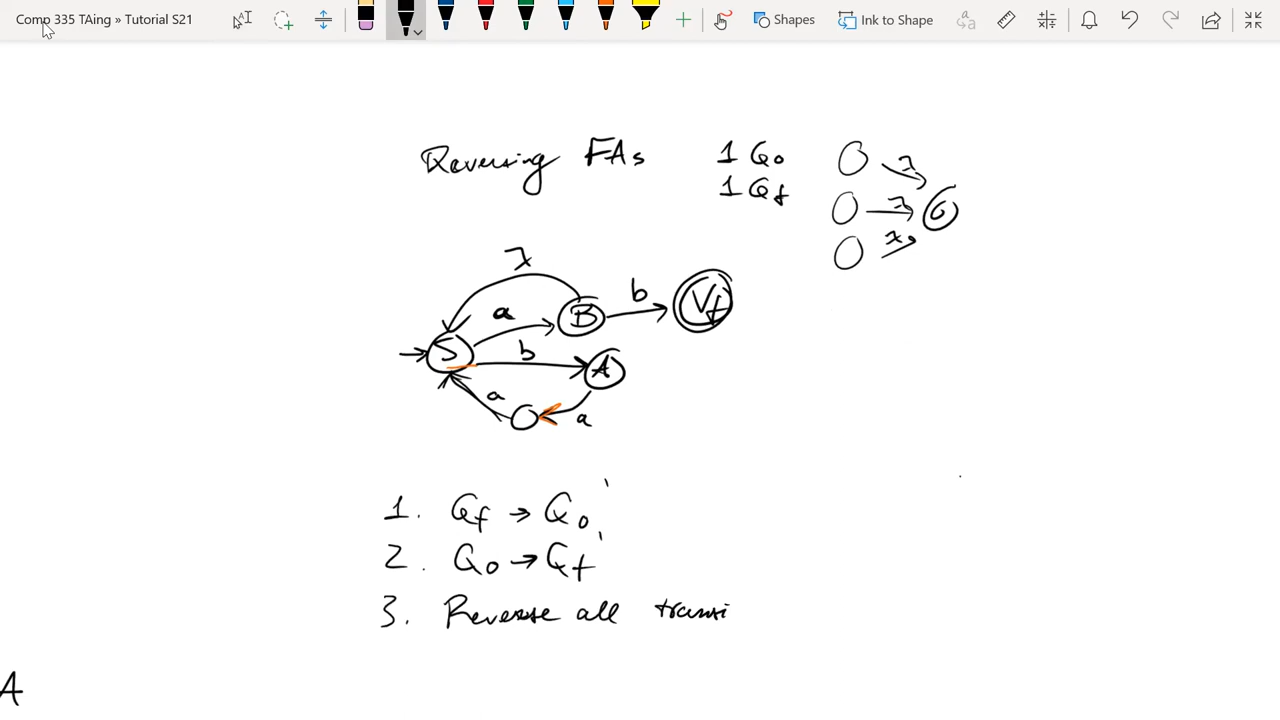 Comp 335 TAing » Tutorial S21
Shapes
Ink to Shape
Reversing FAs
1 Q0
1 Qf
λ
λ
λ
λ
a
B
b
Vf
S
b
A
a
a
1. Qf → Q0'
2. Q0 → Qf'
3. Reverse all transi
A